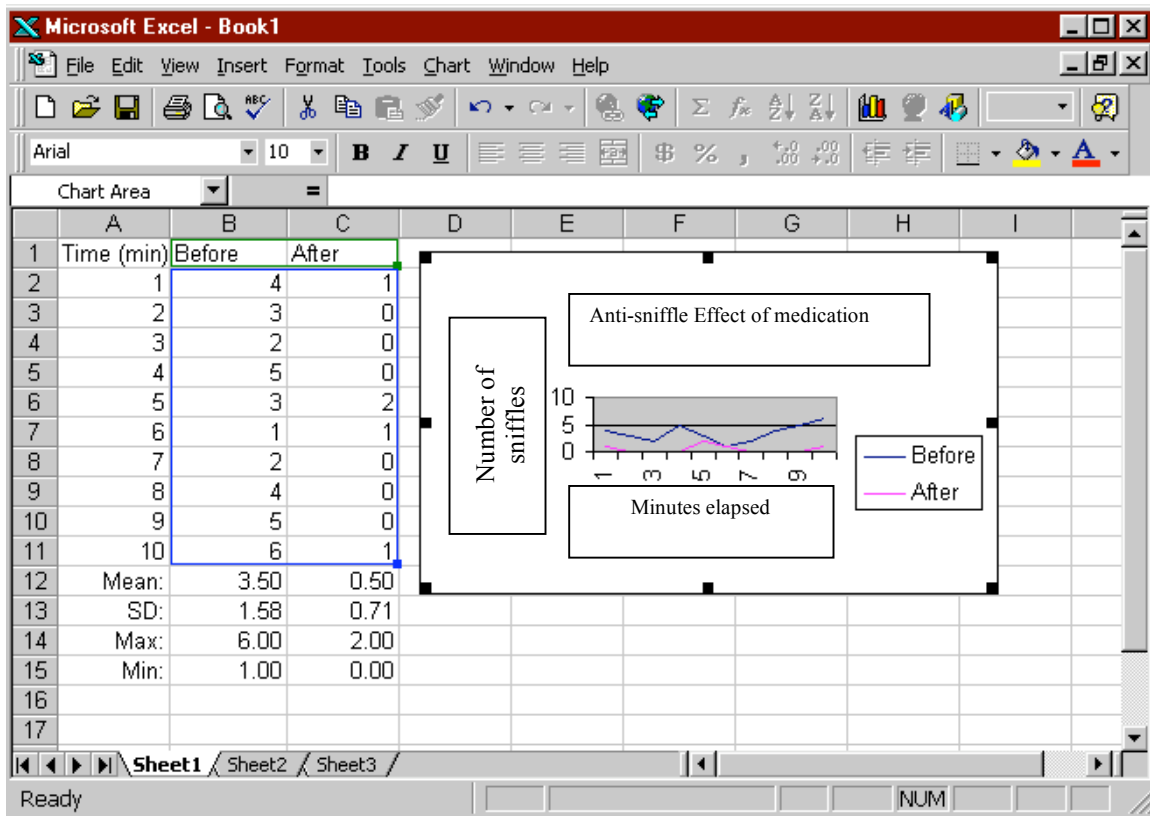 Microsoft Excel - Book1
File Edit View Insert Format Tools Chart Window Help
ABC
Arial 10 B I U $ % ,
Chart Area =
A B C D E F G H I
1 Time (min) Before After
2 1 4 1
3 2 3 0
4 3 2 0
5 4 5 0
6 5 3 2
7 6 1 1
8 7 2 0
9 8 4 0
10 9 5 0
11 10 6 1
12 Mean: 3.50 0.50
13 SD: 1.58 0.71
14 Max: 6.00 2.00
15 Min: 1.00 0.00
16
17
Anti-sniffle Effect of medication
Number of
sniffles
10
5
0
1 3 5 7 9
Minutes elapsed
Before
After
Sheet1 Sheet2 Sheet3
Ready NUM